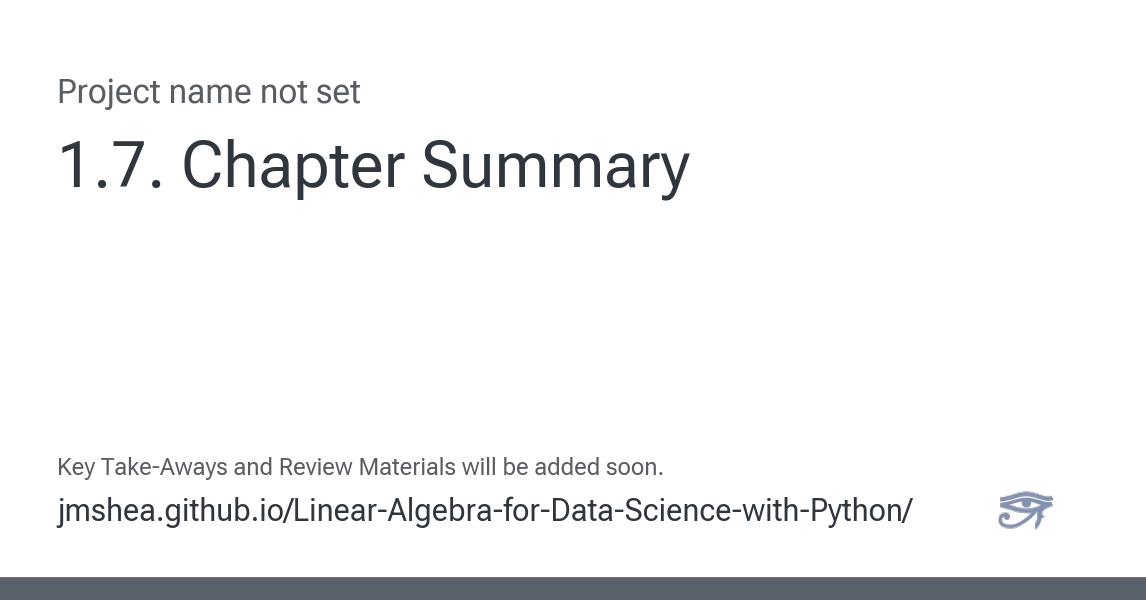 Project name not set
1.7. Chapter Summary
Key Take-Aways and Review Materials will be added soon.
jmshea.github.io/Linear-Algebra-for-Data-Science-with-Python/